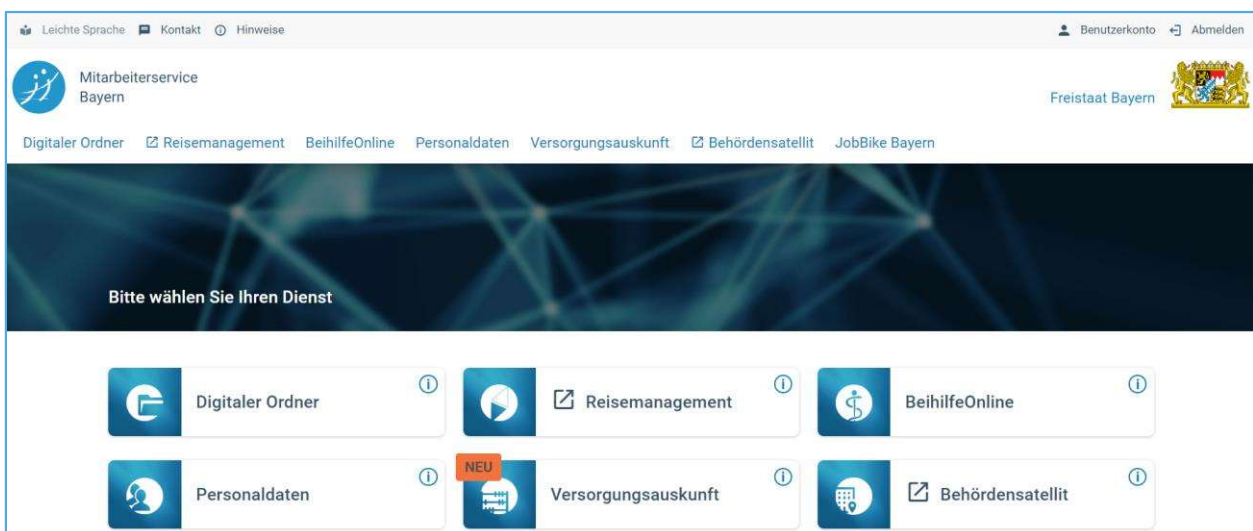 Leichte Sprache Kontakt Hinweise Benutzerkonto Abmelden
Mitarbeiterservice
Bayern
Freistaat Bayern
Digitaler Ordner Reisemanagement BeihilfeOnline Personaldaten Versorgungsauskunft Behördensatellit JobBike Bayern
Bitte wählen Sie Ihren Dienst
Digitaler Ordner Reisemanagement BeihilfeOnline
NEU
Personaldaten Versorgungsauskunft Behördensatellit